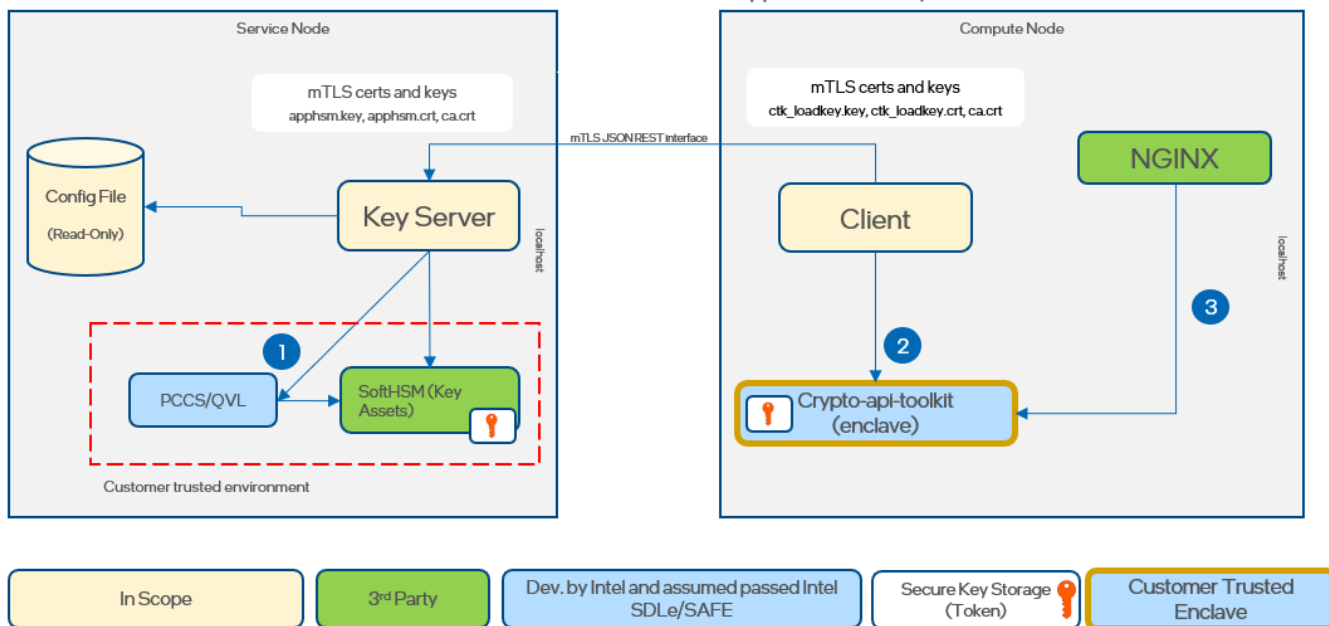 Service Node
mTLS certs and keys
apphsm.key, apphsm.crt, ca.crt
Config File
(Read-Only)
Key Server
localhost
1
PCCS/QVL
SoftHSM (Key
Assets)
Customer trusted environment
mTLS JSON REST interface
Compute Node
mTLS certs and keys
ctk_loadkey.key, ctk_loadkey.crt, ca.crt
NGINX
Client
localhost
3
2
Crypto-api-toolkit
(enclave)
In Scope
3rd Party
Dev. by Intel and assumed passed Intel
SDLe/SAFE
Secure Key Storage
(Token)
Customer Trusted
Enclave